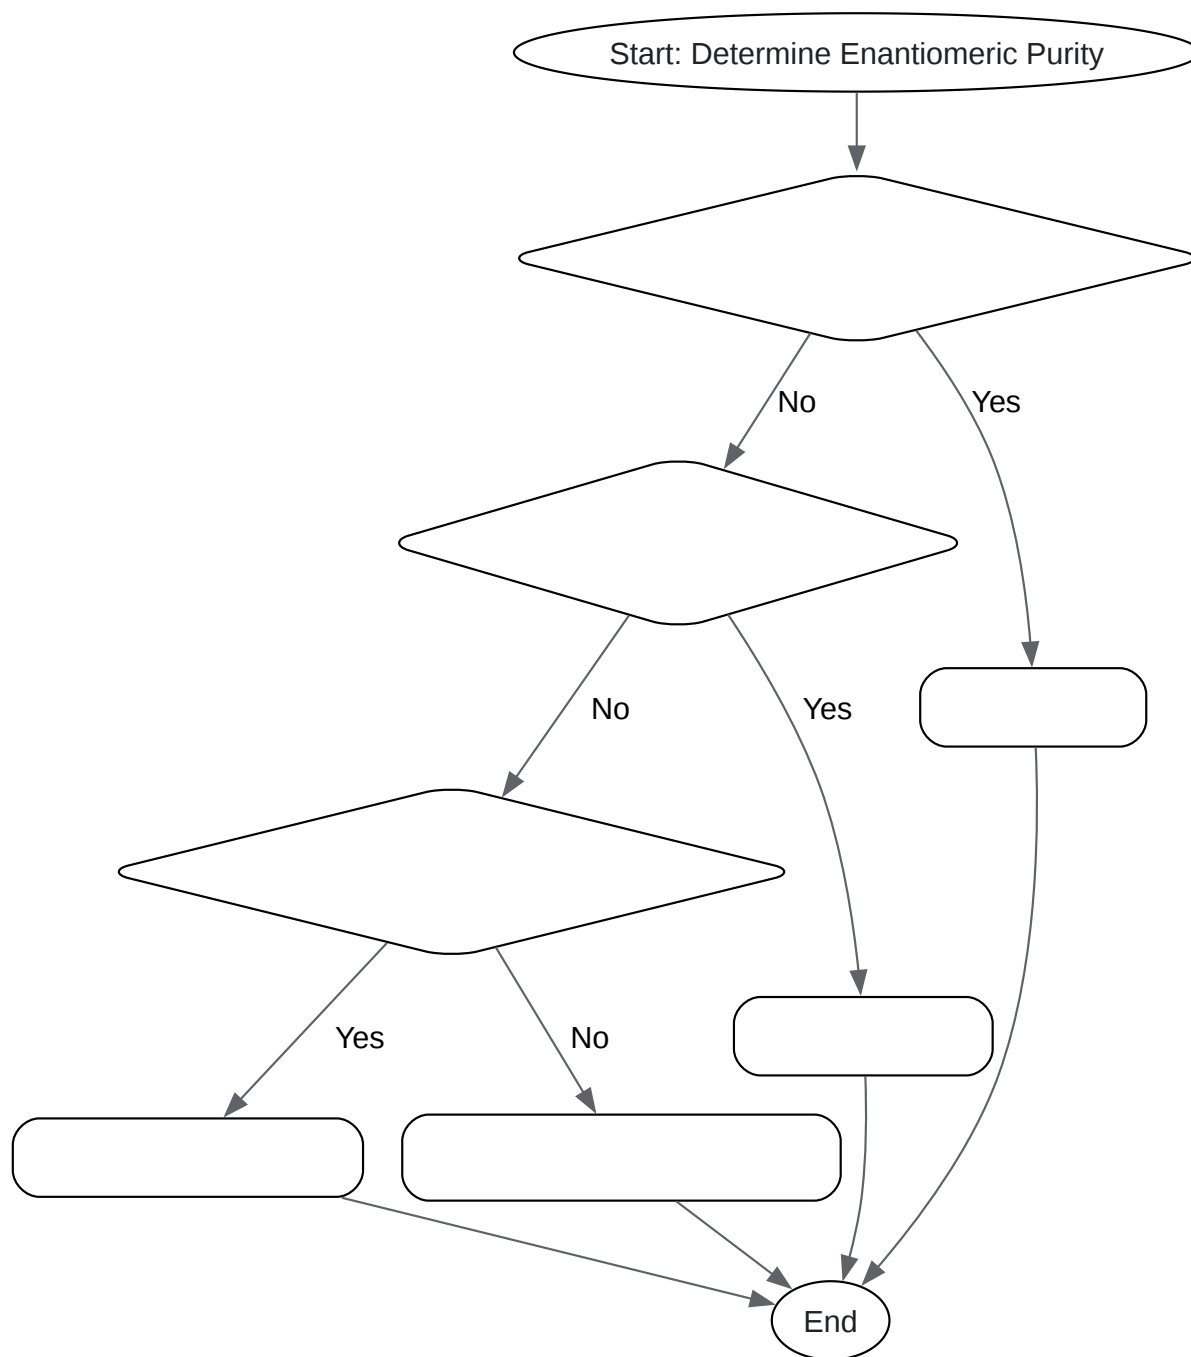 Start: Determine Enantiomeric Purity
No
Yes
No
Yes
Yes
No
End